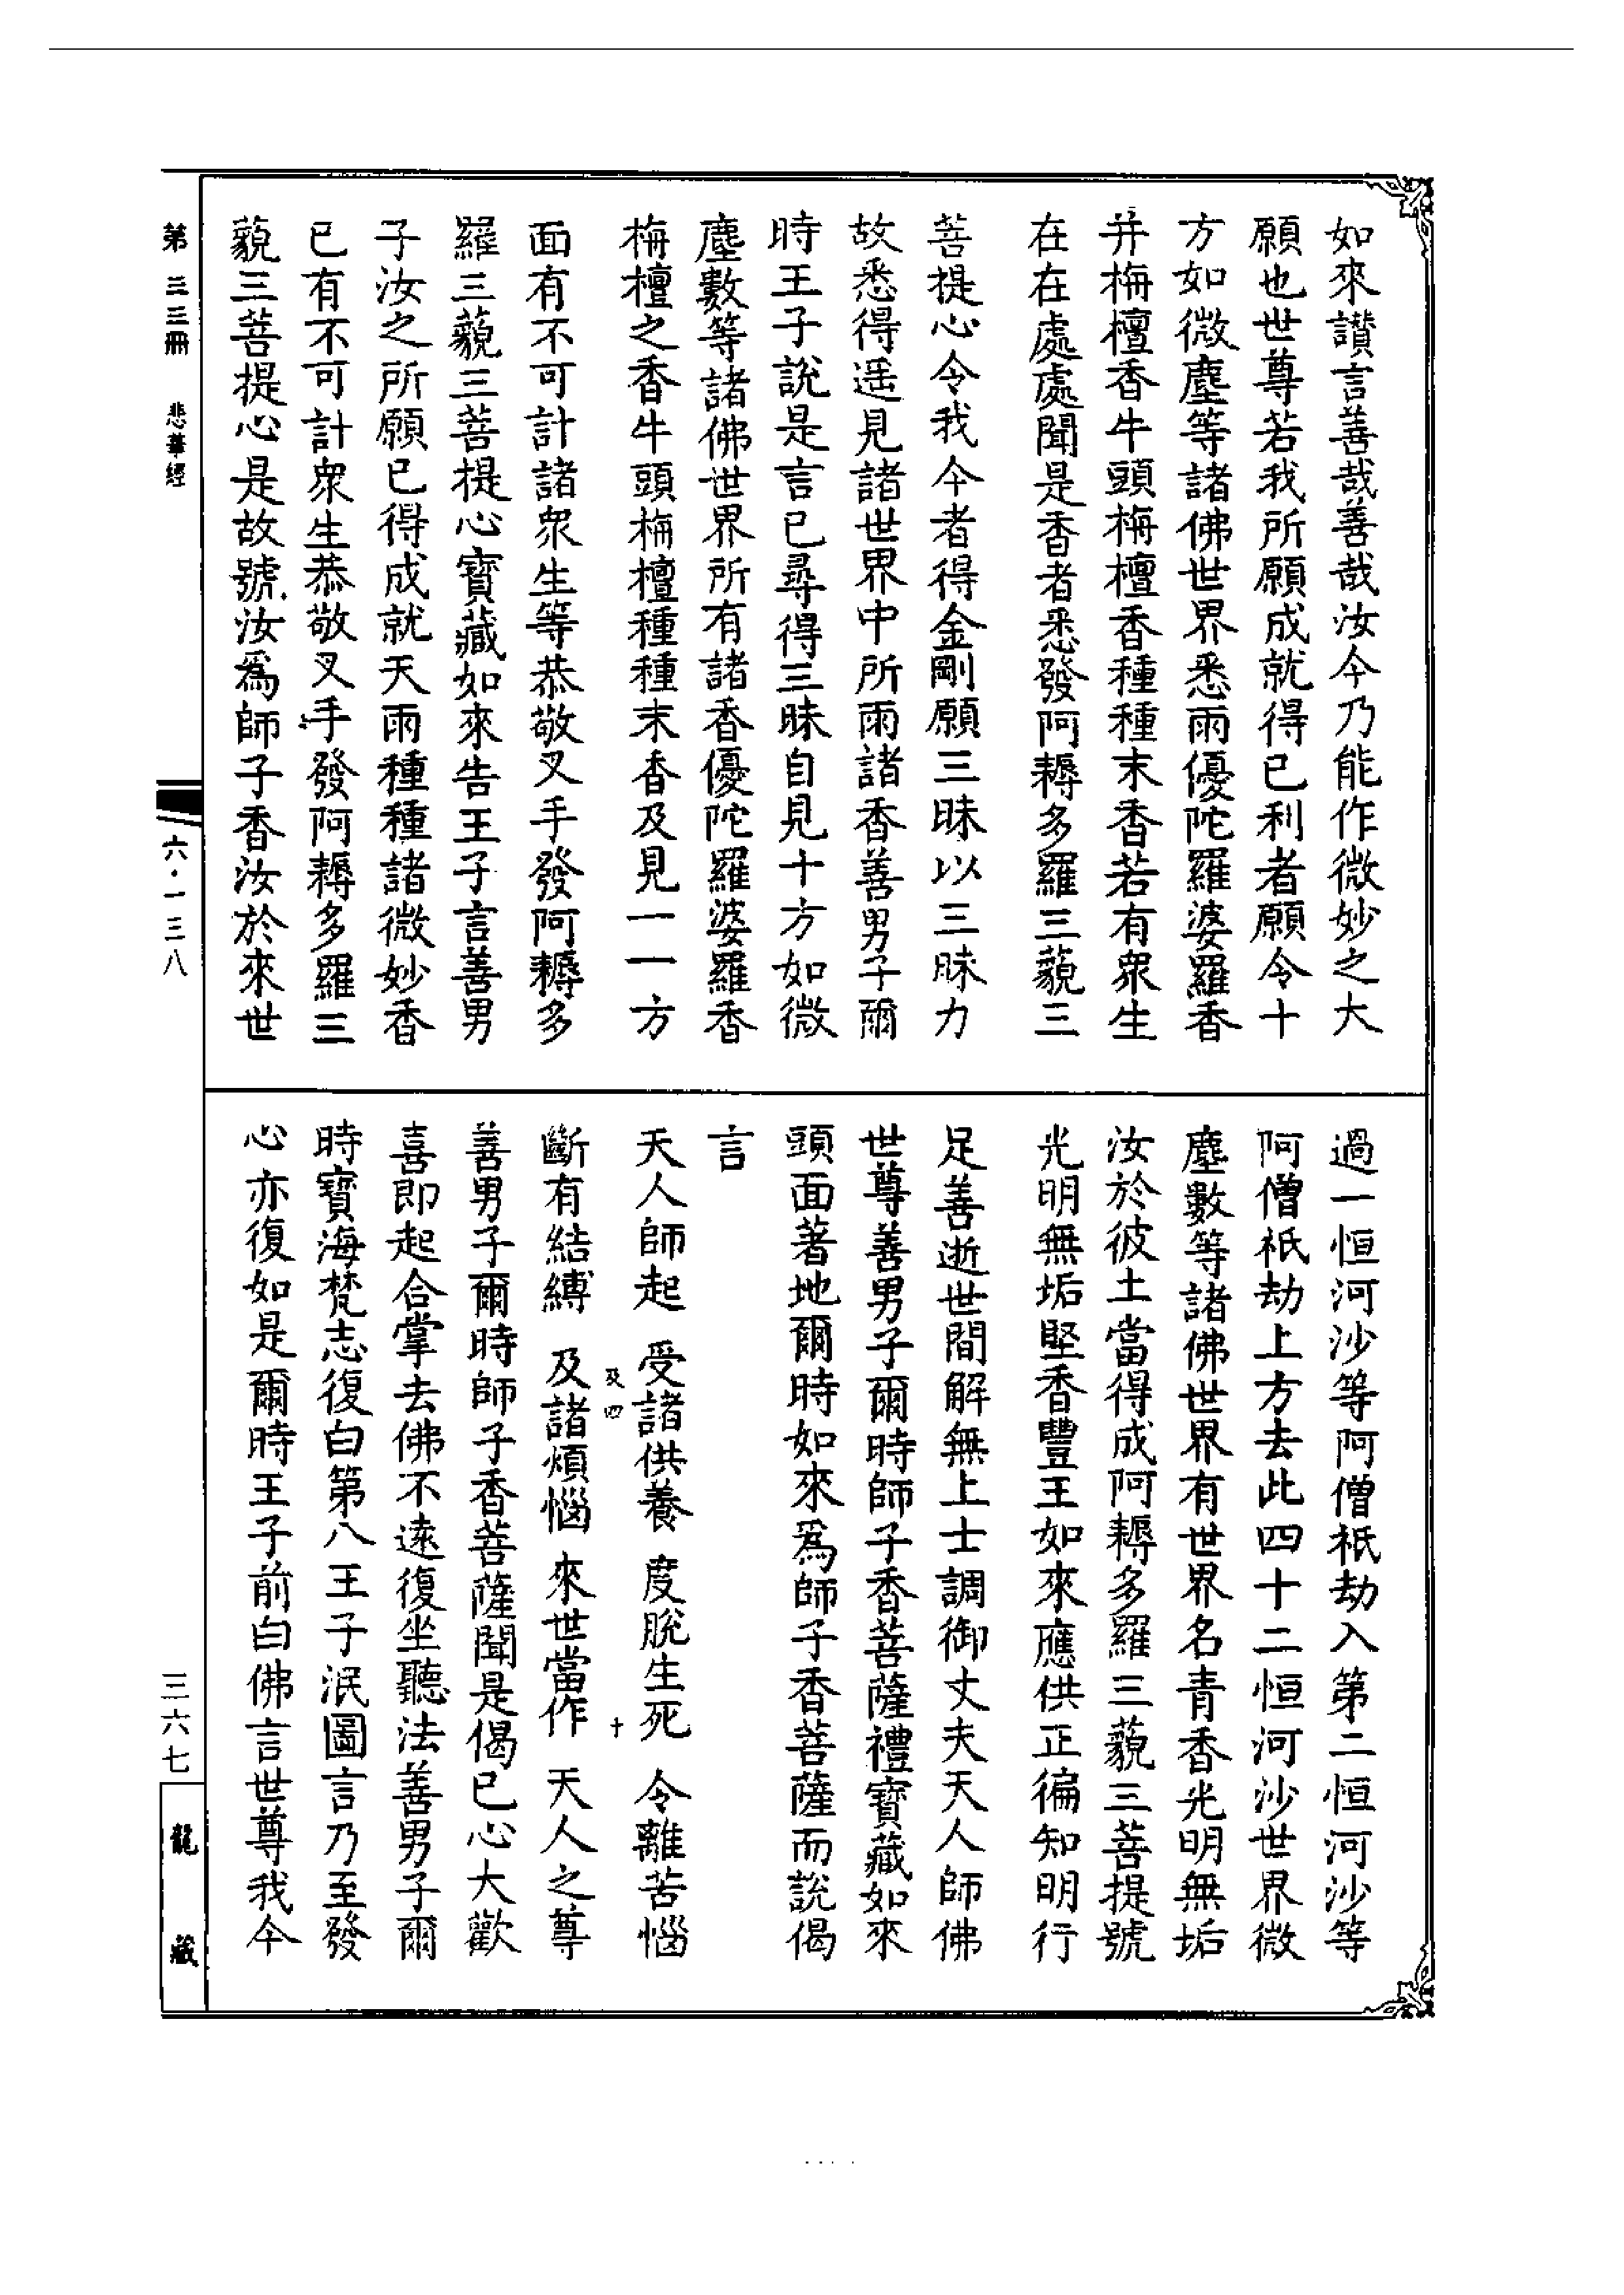 如來讃言善哉善哉汝今乃能作微妙之大
願也世尊若我所願成就得已利者願令十
方如微塵等諸佛世界悉雨優陀羅婆羅香
并栴檀香牛頭栴檀香種種末香若有衆生
在在處處聞是香者悉發阿耨多羅三藐三
菩提心令我今者得金剛願三昧以三昧力
故悉得遥見諸世界中所雨諸香善男子爾
時王子說是言已尋得三昧自見十方如微
塵數等諸佛世界所有諸香優陀羅婆羅香
栴檀之香牛頭栴檀種種末香及見一一方
面有不可計諸衆生等恭敬叉手發阿耨多
羅三藐三菩提心寶藏如來告王子言善男
子汝之所願已得成就天雨種種諸微妙香
已有不可計衆生恭敬叉手發阿耨多羅三
藐三菩提心是故號汝爲師子香汝於來世
過一恒河沙等阿僧祇劫入第二恒河沙等
阿僧祇劫上方去此四十二恒河沙世界微
塵數等諸佛世界有世界名青香光明無垢
汝於彼土當得成阿耨多羅三藐三菩提號
光明無垢堅香豐王如來應供正徧知明行
足善逝世間解無上士調御丈夫天人師佛
世尊善男子爾時師子香菩薩禮寶藏如來
頭面著地爾時如來爲師子香菩薩而說偈
言
天人師起 受諸供養 度脫生死 令離苦惱
斷有結縛 及諸煩惱 來世當作 天人之尊
善男子爾時師子香菩薩聞是偈已心大歡
喜即起合掌去佛不遠復坐聽法善男子爾
時寶海梵志復白第八王子泯圖言乃至發
心亦復如是爾時王子前白佛言世尊我今
第三三冊 悲華經
六·一三八
三六七
龍藏